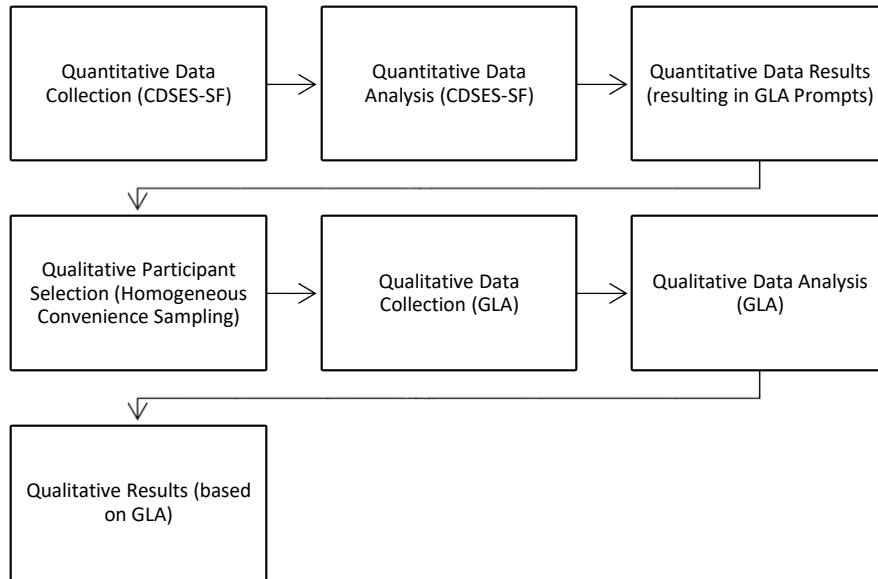 Quantitative Data
Collection (CDSES-SF)
Quantitative Data
Analysis (CDSES-SF)
Quantitative Data Results
(resulting in GLA Prompts)
Qualitative Participant
Selection (Homogeneous
Convenience Sampling)
Qualitative Data
Collection (GLA)
Qualitative Data Analysis
(GLA)
Qualitative Results (based
on GLA)